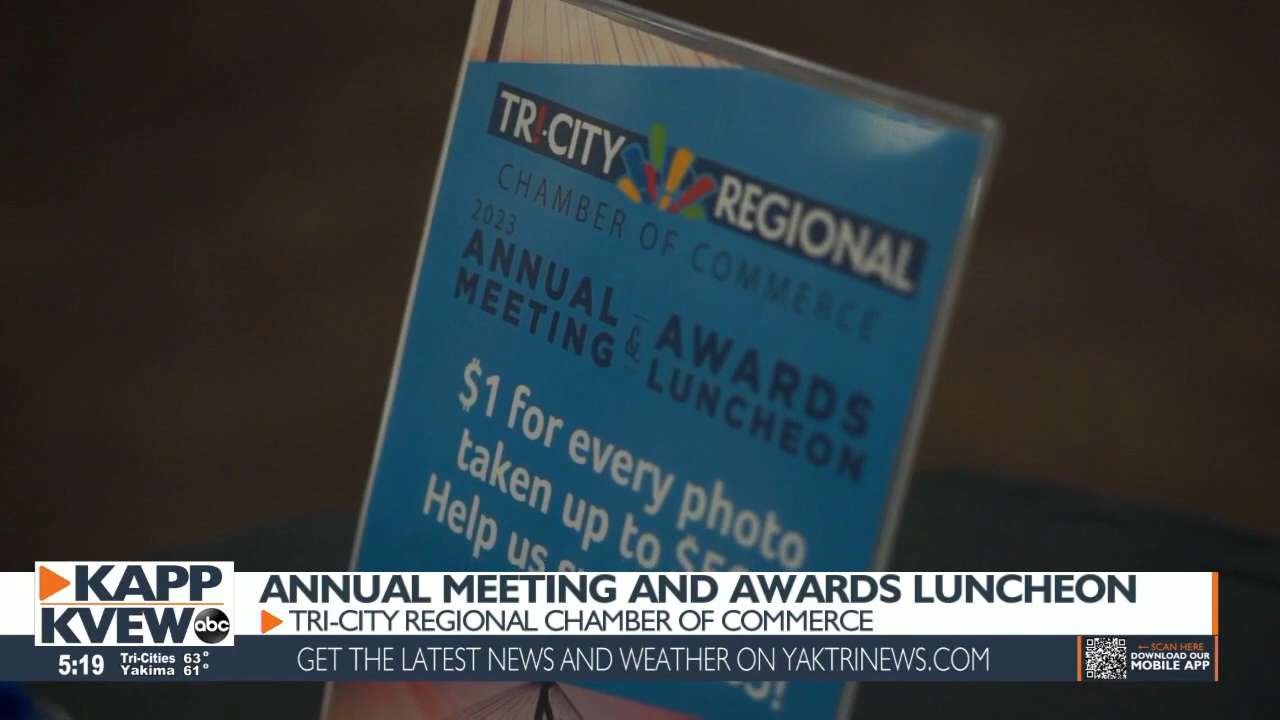 TR!-CITY REGIONAL
CHAMBER OF COMMERCE
2023
ANNUAL MEETING & AWARDS LUNCHEON
$1 for every photo
taken up to
Help us
KAPP
KVEW abc
ANNUAL MEETING AND AWARDS LUNCHEON
TRI-CITY REGIONAL CHAMBER OF COMMERCE
5:19
Tri-Cities 63°
Yakima 61°
GET THE LATEST NEWS AND WEATHER ON YAKTRINEWS.COM
SCAN HERE
DOWNLOAD OUR
MOBILE APP